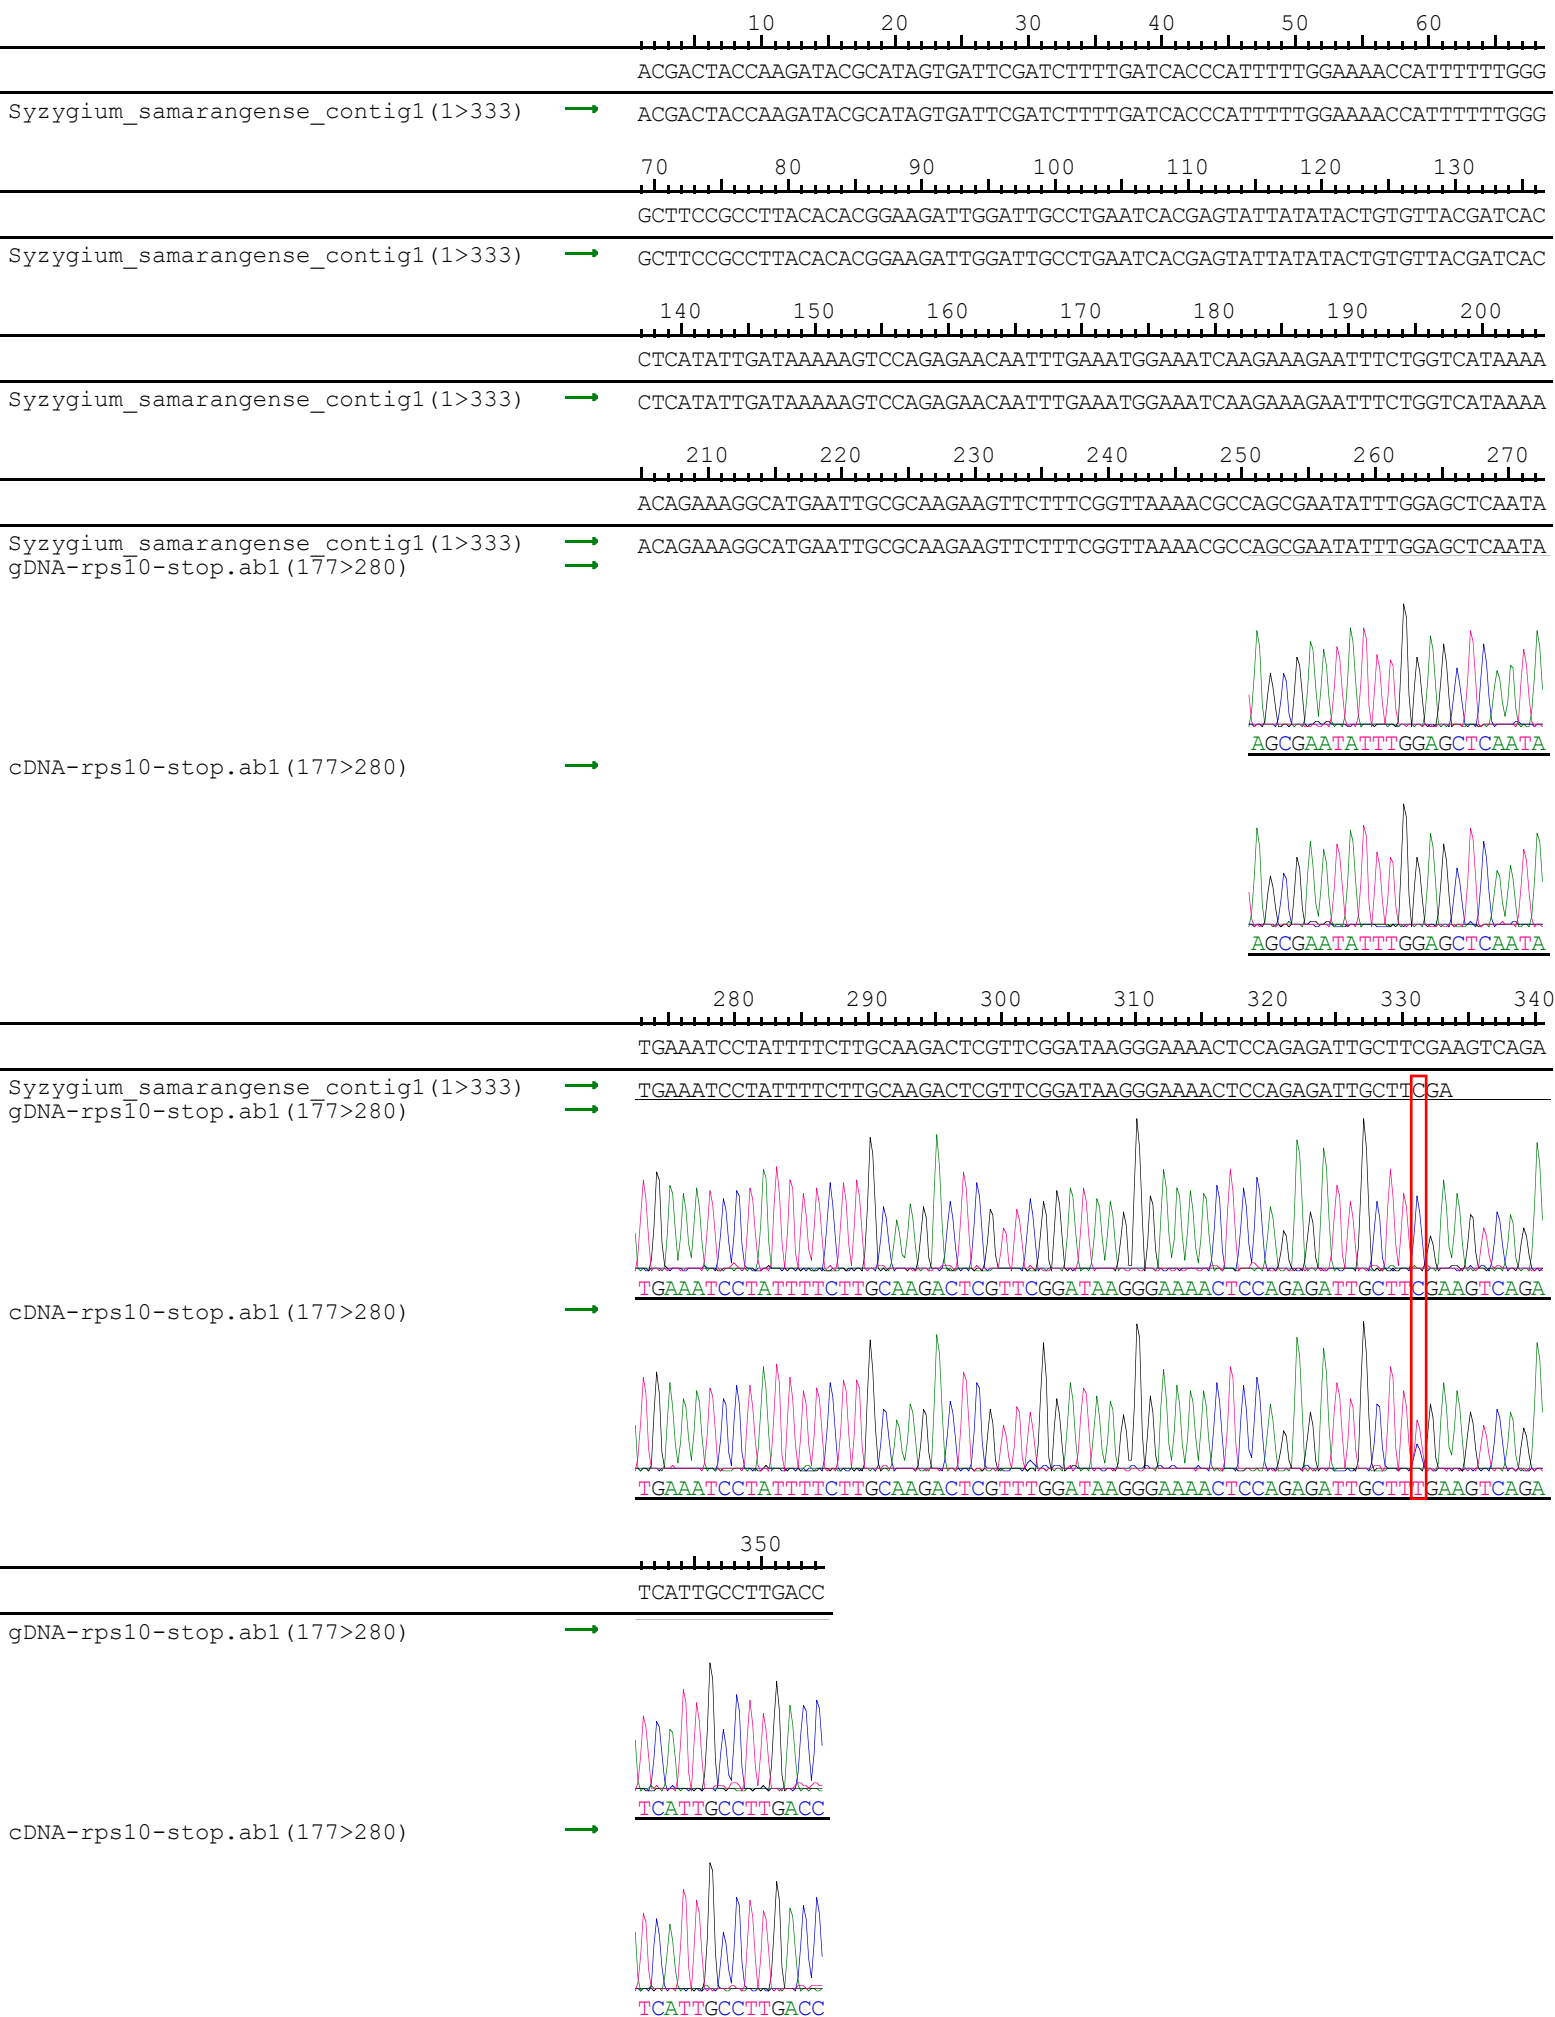 10 20 30 40 50 60
ACGACTACCAAGATACGCATAGTGATTCGATCTTTTGATCACCCATTTTTGGAAAACCATTTTTTGGG
Syzygium_samarangense_contig1(1>333) ACGACTACCAAGATACGCATAGTGATTCGATCTTTTGATCACCCATTTTTGGAAAACCATTTTTTGGG
70 80 90 100 110 120 130
GCTTCCGCCTTACACACGGAAGATTGGATTGCCTGAATCACGAGTATTATATACTGTGTTACGATCAC
Syzygium_samarangense_contig1(1>333) GCTTCCGCCTTACACACGGAAGATTGGATTGCCTGAATCACGAGTATTATATACTGTGTTACGATCAC
140 150 160 170 180 190 200
CTCATATTGATAAAAAGTCCAGAGAACAATTTGAAATGGAAATCAAGAAAGAATTTCTGGTCATAAAA
Syzygium_samarangense_contig1(1>333) CTCATATTGATAAAAAGTCCAGAGAACAATTTGAAATGGAAATCAAGAAAGAATTTCTGGTCATAAAA
210 220 230 240 250 260 270
ACAGAAAGGCATGAATTGCGCAAGAAGTTCTTTCGGTTAAAACGCCAGCGAATATTTGGAGCTCAATA
Syzygium_samarangense_contig1(1>333) ACAGAAAGGCATGAATTGCGCAAGAAGTTCTTTCGGTTAAAACGCCAGCGAATATTTGGAGCTCAATA
gDNA-rps10-stop.ab1(177>280)
AGCGAATATTTGGAGCTCAATA
cDNA-rps10-stop.ab1(177>280)
AGCGAATATTTGGAGCTCAATA
280 290 300 310 320 330 340
TGAAATCCTATTTTCTTGCAAGACTCGTTCGGATAAGGGAAAACTCCAGAGATTGCTTCGAAGTCAGA
Syzygium_samarangense_contig1(1>333) TGAAATCCTATTTTCTTGCAAGACTCGTTCGGATAAGGGAAAACTCCAGAGATTGCTTCGA
gDNA-rps10-stop.ab1(177>280)
TGAAATCCTATTTTCTTGCAAGACTCGTTCGGATAAGGGAAAACTCCAGAGATTGCTTCGAAGTCAGA
cDNA-rps10-stop.ab1(177>280)
TGAAATCCTATTTTCTTGCAAGACTCGTTTGGATAAGGGAAAACTCCAGAGATTGCTTTGAAGTCAGA
350
TCATTGCCTTGACC
gDNA-rps10-stop.ab1(177>280)
TCATTGCCTTGACC
cDNA-rps10-stop.ab1(177>280)
TCATTGCCTTGACC